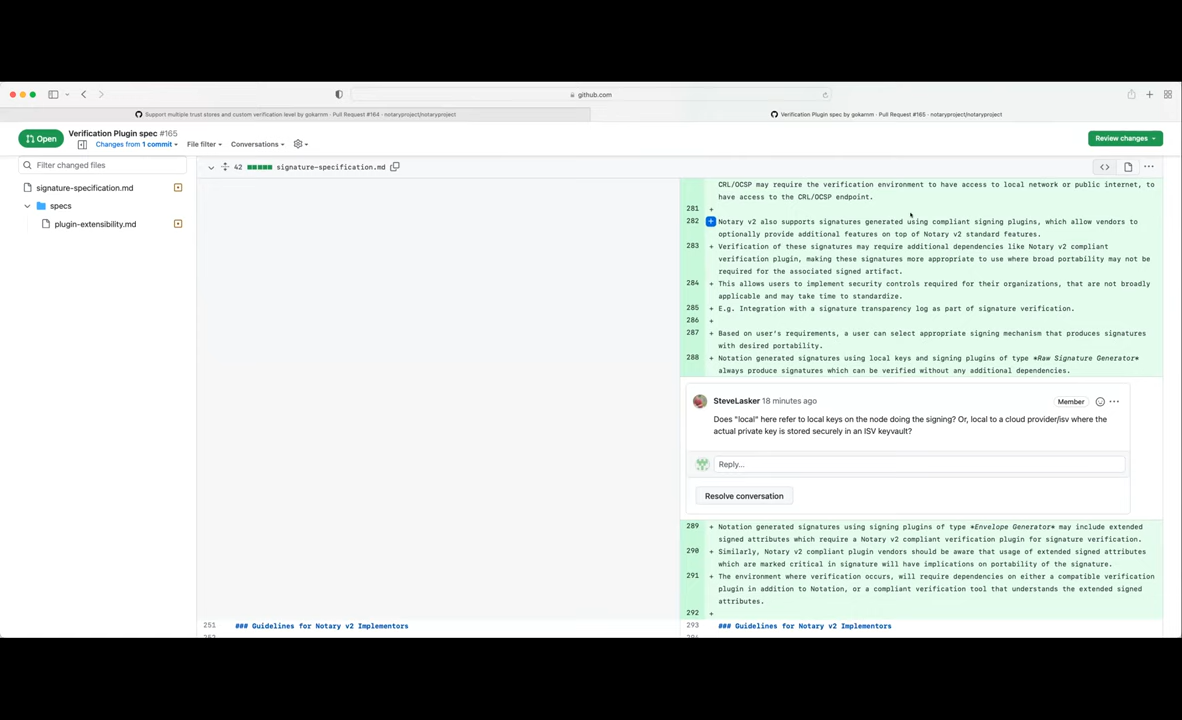 github.com
Support multiple trust stores and custom verification level by gokarnm · Pull Request #164 · notaryproject/notaryproject
Verification Plugin spec by gokarnm · Pull Request #165 · notaryproject/notaryproject
Open
Verification Plugin spec #165
Changes from 1 commit
File filter
Conversations
Review changes
Filter changed files
42
signature-specification.md
signature-specification.md
specs
plugin-extensibility.md
CRL/OCSP may require the verification environment to have access to local network or public internet, to
have access to the CRL/OCSP endpoint.
281 +
282 + Notary v2 also supports signatures generated using compliant signing plugins, which allow vendors to
optionally provide additional features on top of Notary v2 standard features.
283 + Verification of these signatures may require additional dependencies like Notary v2 compliant
verification plugin, making these signatures more appropriate to use where broad portability may not be
required for the associated signed artifact.
284 + This allows users to implement security controls required for their organizations, that are not broadly
applicable and may take time to standardize.
285 + E.g. Integration with a signature transparency log as part of signature verification.
286 +
287 + Based on user's requirements, a user can select appropriate signing mechanism that produces signatures
with desired portability.
288 + Notation generated signatures using local keys and signing plugins of type *Raw Signature Generator*
always produce signatures which can be verified without any additional dependencies.
SteveLasker 18 minutes ago
Member
Does "local" here refer to local keys on the node doing the signing? Or, local to a cloud provider/isv where the
actual private key is stored securely in an ISV keyvault?
Reply...
Resolve conversation
289 + Notation generated signatures using signing plugins of type *Envelope Generator* may include extended
signed attributes which require a Notary v2 compliant verification plugin for signature verification.
290 + Similarly, Notary v2 compliant plugin vendors should be aware that usage of extended signed attributes
which are marked critical in signature will have implications on portability of the signature.
291 + The environment where verification occurs, will require dependencies on either a compatible verification
plugin in addition to Notation, or a compliant verification tool that understands the extended signed
attributes.
292 +
251 ### Guidelines for Notary v2 Implementors
293 ### Guidelines for Notary v2 Implementors